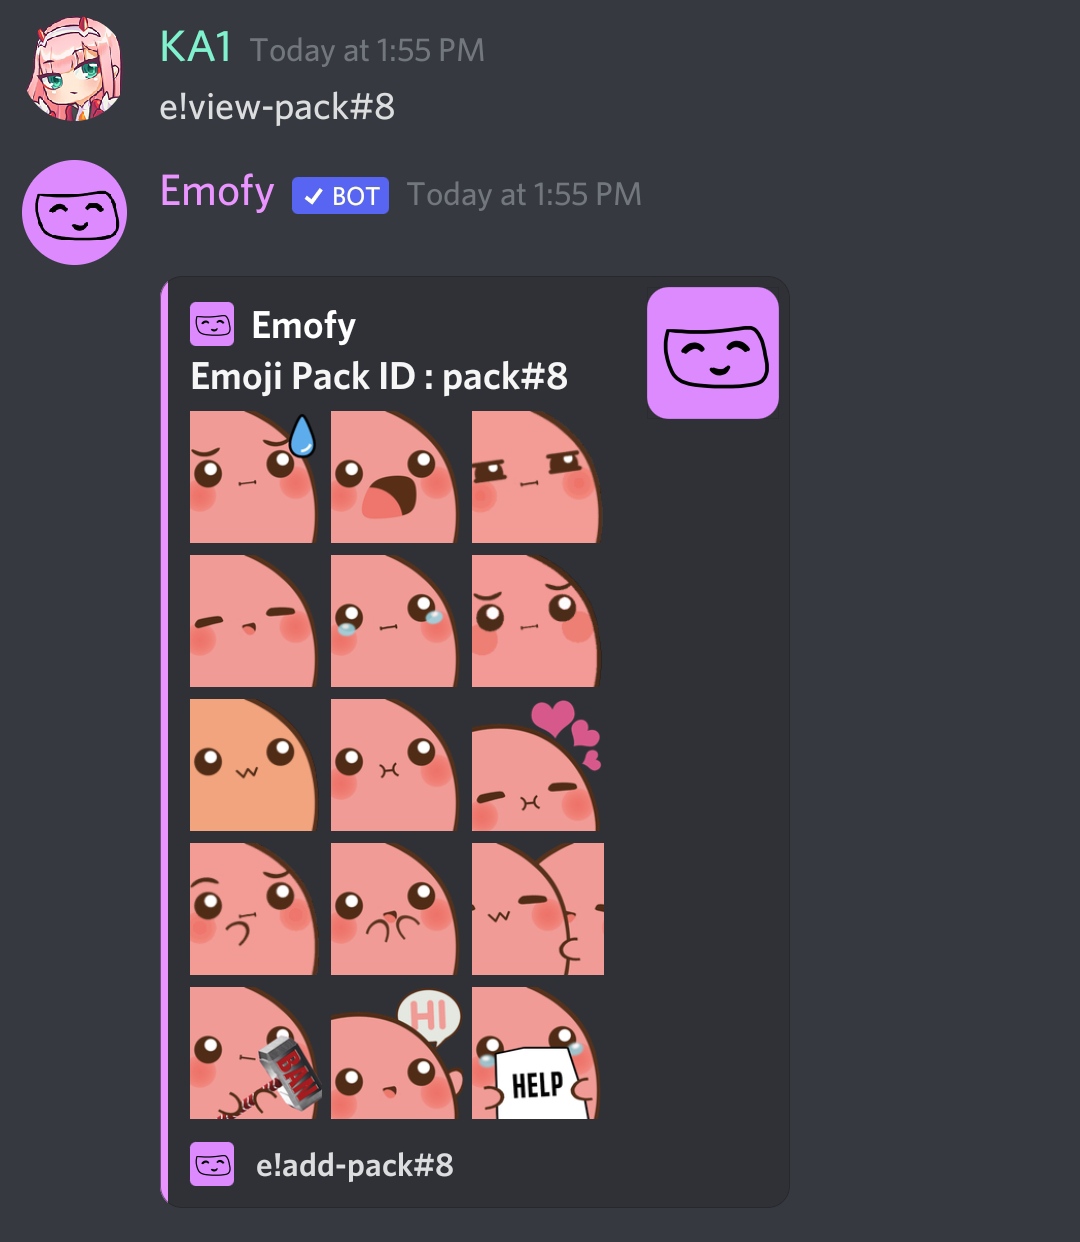 KA1 Today at 1:55 PM
e!view-pack#8
Emofy ✓ BOT Today at 1:55 PM
Emofy
Emoji Pack ID : pack#8
BAN
HI
HELP
e!add-pack#8